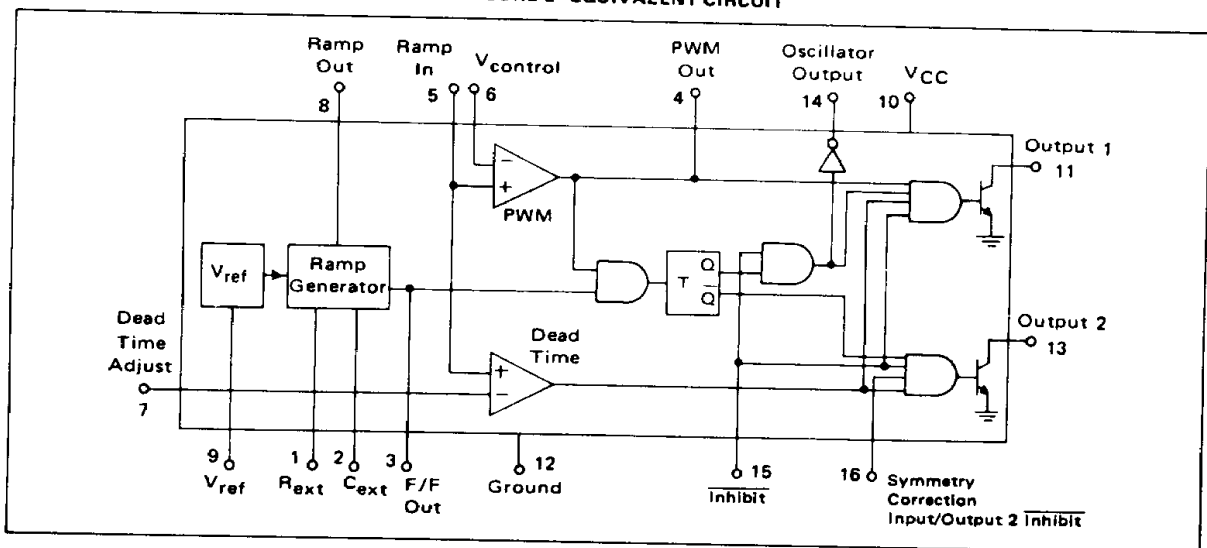 EQUIVALENT CIRCUIT
Ramp Out
8
Ramp In
5
Vcontrol
6
PWM Out
4
Oscillator Output
14
VCC
10
Output 1
11
−
+
PWM
Vref
Ramp Generator
T
Q
Q̅
Dead Time Adjust
7
Dead Time
+
−
Output 2
13
9
Vref
1
Rext
2
Cext
3
F/F Out
12
Ground
15
I̅n̅h̅i̅b̅i̅t̅
16
Symmetry
Correction
Input/Output 2 I̅n̅h̅i̅b̅i̅t̅